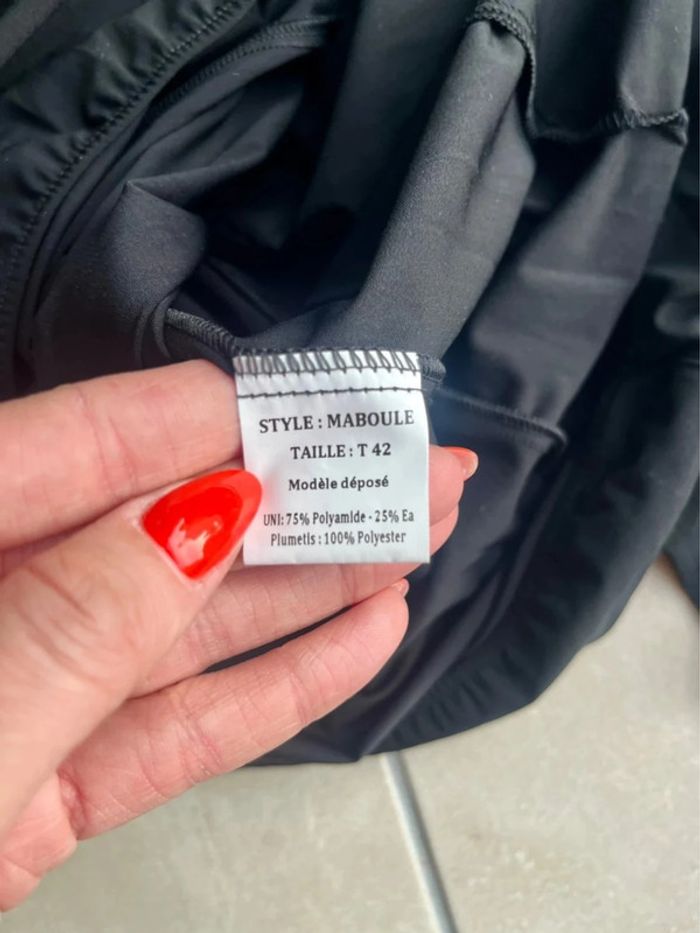 STYLE : MABOULE
TAILLE : T 42
Modèle déposé
UNI: 75% Polyamide - 25% Ea
Plumetis : 100% Polyester